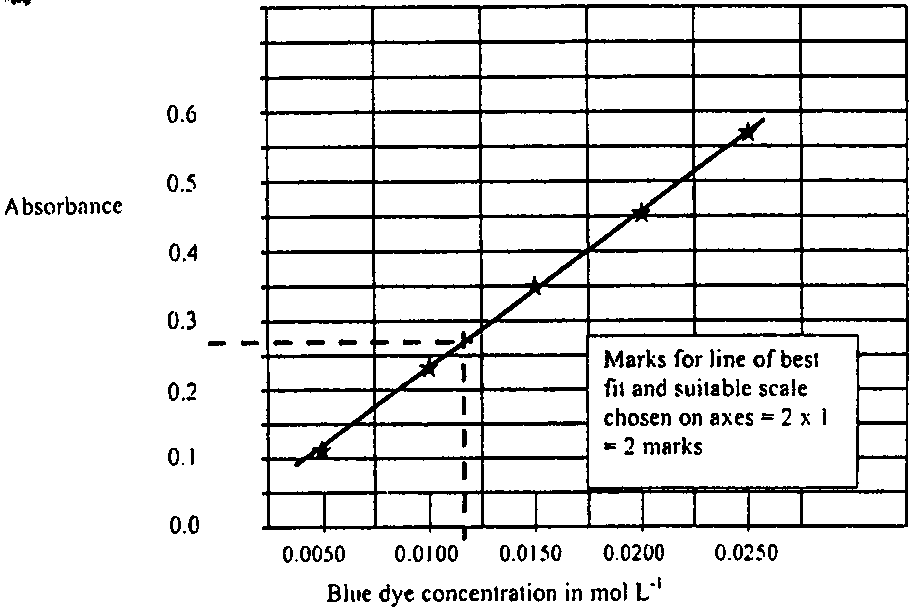 0.6
0.5
Absorbance
0.4
0.3
0.2
0.1
0.0
Marks for line of best
fit and suitable scale
chosen on axes = 2 x 1
= 2 marks
0.0050 0.0100 0.0150 0.0200 0.0250
Blue dye concentration in mol L⁻¹